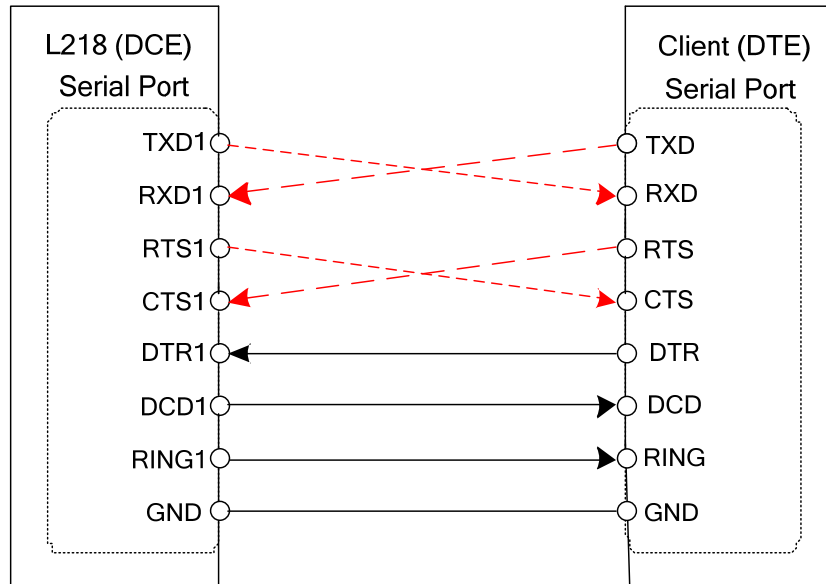 L218 (DCE)
Serial Port
TXD1
RXD1
RTS1
CTS1
DTR1
DCD1
RING1
GND
Client (DTE)
Serial Port
TXD
RXD
RTS
CTS
DTR
DCD
RING
GND